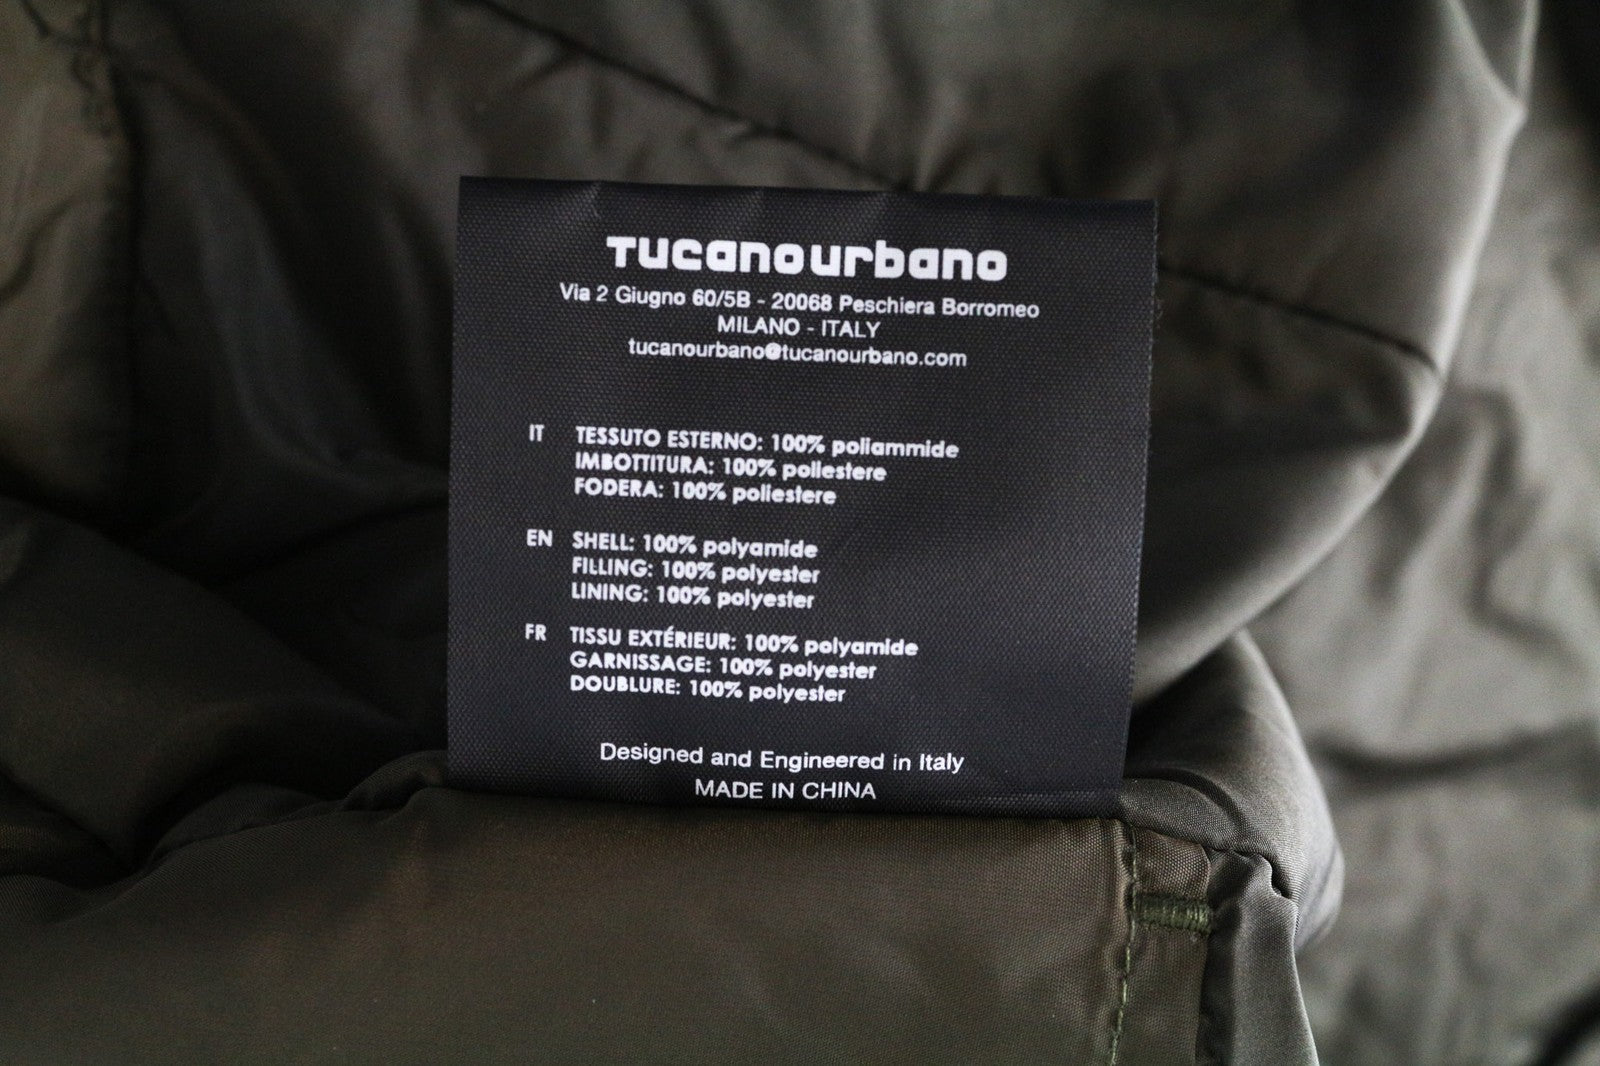 Tucanourbano
Via 2 Giugno 60/5B - 20068 Peschiera Borromeo
MILANO - ITALY
tucanourbano@tucanourbano.com
IT TESSUTO ESTERNO: 100% poliammide
IMBOTTITURA: 100% poliestere
FODERA: 100% poliestere
EN SHELL: 100% polyamide
FILLING: 100% polyester
LINING: 100% polyester
FR TISSU EXTÉRIEUR: 100% polyamide
GARNISSAGE: 100% polyester
DOUBLURE: 100% polyester
Designed and Engineered in Italy
MADE IN CHINA